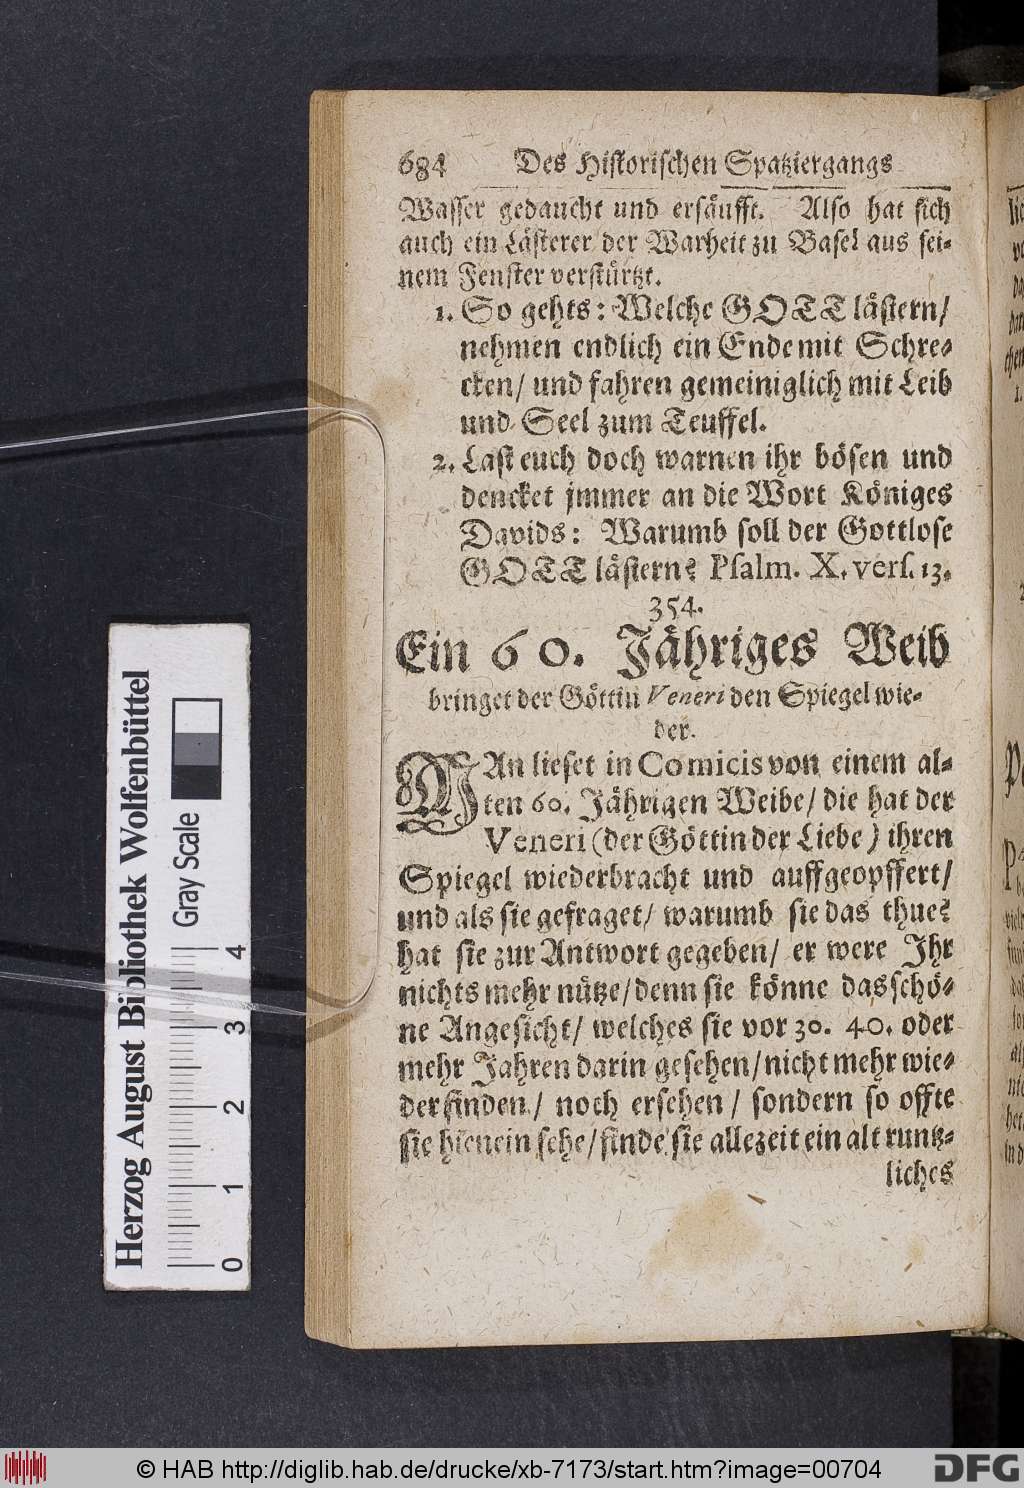 684 Des Historischen Spatziergangs
Wasser gedaucht und ersäufft. Also hat sich
auch ein Lästerer der Warheit zu Basel aus sei-
nem Fenster verstürtzt.
1. So gehts: Welche GOTT lästern/
nehmen endlich ein Ende mit Schre-
cken/ und fahren gemeiniglich mit Leib
und Seel zum Teuffel.
2. Last euch doch warnen ihr bösen und
dencket jmmer an die Wort Königes
Davids: Warumb soll der Gottlose
GOTT lästern? Psalm. X. vers. 13.
354.
Ein 60. Jähriges Weib
bringet der Göttin Veneri den Spiegel wie-
der.
MAn lieset in Comicis von einem al-
ten 60. Jährigen Weibe/ die hat der
Veneri (der Göttin der Liebe) ihren
Spiegel wiederbracht und auffgeopffert/
und als sie gefraget/ warumb sie das thue?
hat sie zur Antwort gegeben/ er were Ihr
nichts mehr nütze/ denn sie könne das schö-
ne Angesicht/ welches sie vor 30. 40. oder
mehr Jahren darin gesehen/ nicht mehr wie-
der finden/ noch ersehen/ sondern so offte
sie hienein sehe/ finde sie allezeit ein alt runtz-
liches
Herzog August Bibliothek Wolfenbüttel
Gray Scale
0 1 2 3 4
© HAB http://diglib.hab.de/drucke/xb-7173/start.htm?image=00704
DFG